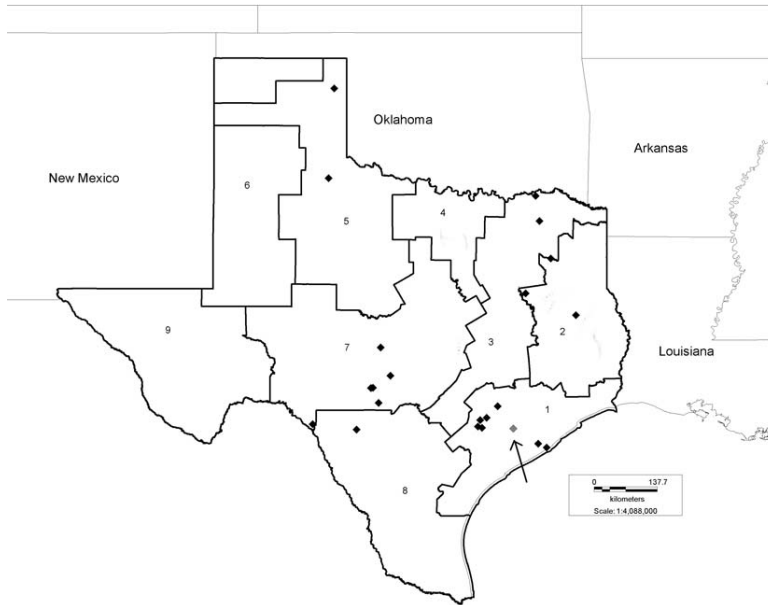 Oklahoma
Arkansas
New Mexico
6
4
5
9
7
3
2
Louisiana
1
8
0 137.7
kilometers
Scale: 1:4,088,000